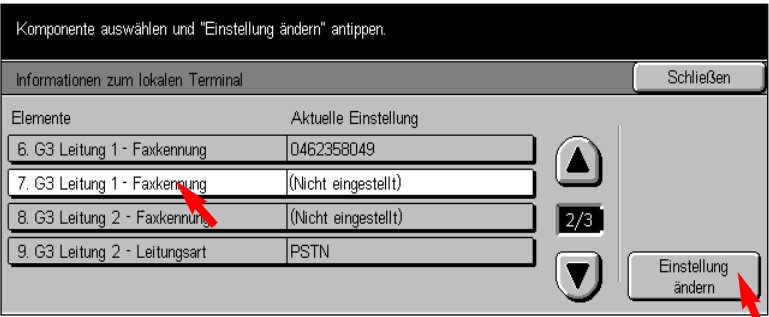 Komponente auswählen und "Einstellung ändern" antippen.
Informationen zum lokalen Terminal
Schließen
Elemente Aktuelle Einstellung
6. G3 Leitung 1 - Faxkennung 0462358049
7. G3 Leitung 1 - Faxkennung (Nicht eingestellt)
8. G3 Leitung 2 - Faxkennung (Nicht eingestellt)
2/3
9. G3 Leitung 2 - Leitungsart PSTN
Einstellung
ändern